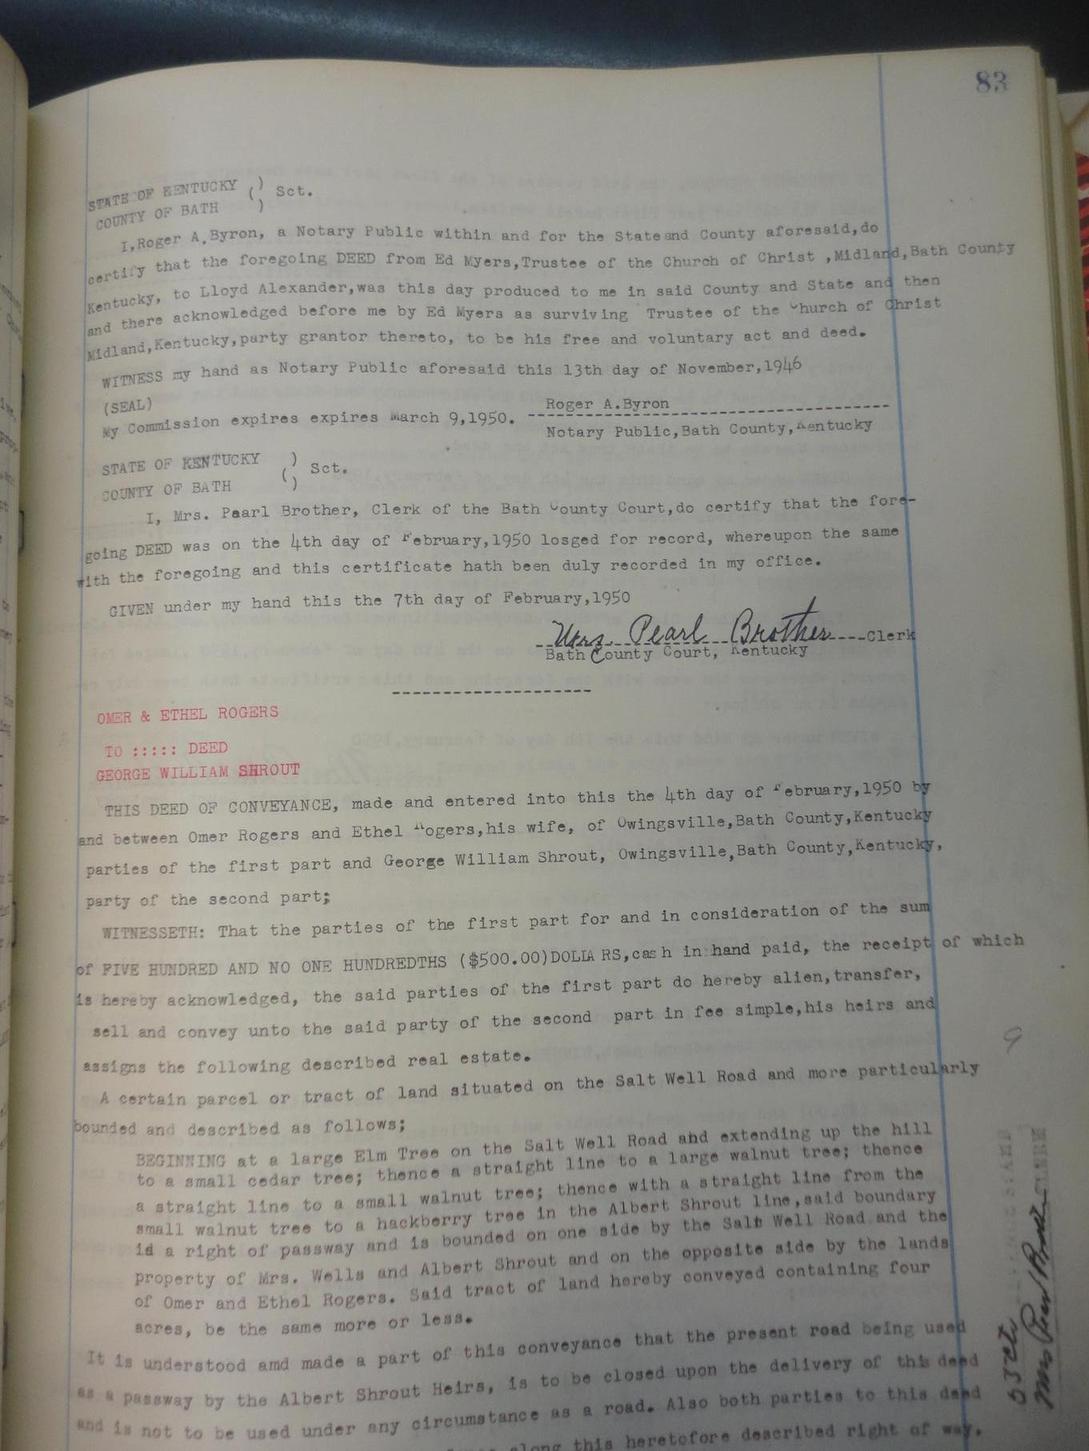 83
STATE OF KENTUCKY ) Sct.
COUNTY OF BATH ( )
I,Roger A.Byron, a Notary Public within and for the State and County aforesaid,do
certify that the foregoing DEED from Ed Myers,Trustee of the Church of Christ ,Midland,Bath County
Kentucky, to Lloyd Alexander,was this day produced to me in said County and State and then
and there acknowledged before me by Ed Myers as surviving Trustee of the Church of Christ
Midland,Kentucky,party grantor thereto, to be his free and voluntary act and deed.
WITNESS my hand as Notary Public aforesaid this 13th day of November,1946
(SEAL)
Roger A.Byron
My Commission expires expires March 9,1950.
Notary Public,Bath County,Kentucky
STATE OF KENTUCKY ) Sct.
COUNTY OF BATH ( )
I, Mrs. Paarl Brother, Clerk of the Bath County Court,do certify that the fore-
going DEED was on the 4th day of February,1950 losged for record, whereupon the same
with the foregoing and this certificate hath been duly recorded in my office.
GIVEN under my hand this the 7th day of February,1950
Mrs. Pearl Brother Clerk
Bath County Court, Kentucky
OMER & ETHEL ROGERS
TO ::::: DEED
GEORGE WILLIAM SHROUT
THIS DEED OF CONVEYANCE, made and entered into this the 4th day of February,1950 by
and between Omer Rogers and Ethel Rogers,his wife, of Owingsville,Bath County,Kentucky
parties of the first part and George William Shrout, Owingsville,Bath County,Kentucky,
party of the second part;
WITNESSETH: That the parties of the first part for and in consideration of the sum
of FIVE HUNDRED AND NO ONE HUNDREDTHS ($500.00)DOLLARS,cash in hand paid, the receipt of which
is hereby acknowledged, the said parties of the first part do hereby alien,transfer,
sell and convey unto the said party of the second part in fee simple,his heirs and
assigns the following described real estate.
A certain parcel or tract of land situated on the Salt Well Road and more particularly
bounded and described as follows;
BEGINNING at a large Elm Tree on the Salt Well Road and extending up the hill
to a small cedar tree; thence a straight line to a large walnut tree; thence
a straight line to a small walnut tree; thence with a straight line from the
small walnut tree to a hackberry tree in the Albert Shrout line,said boundary
id a right of passway and is bounded on one side by the Salt Well Road and the
property of Mrs. Wells and Albert Shrout and on the opposite side by the lands
of Omer and Ethel Rogers. Said tract of land hereby conveyed containing four
acres, be the same more or less.
It is understood amd made a part of this conveyance that the present road being used
as a passway by the Albert Shrout Heirs, is to be closed upon the delivery of this deed
and is not to be used under any circumstance as a road. Also both parties to this deed
along this heretofore described right of way.